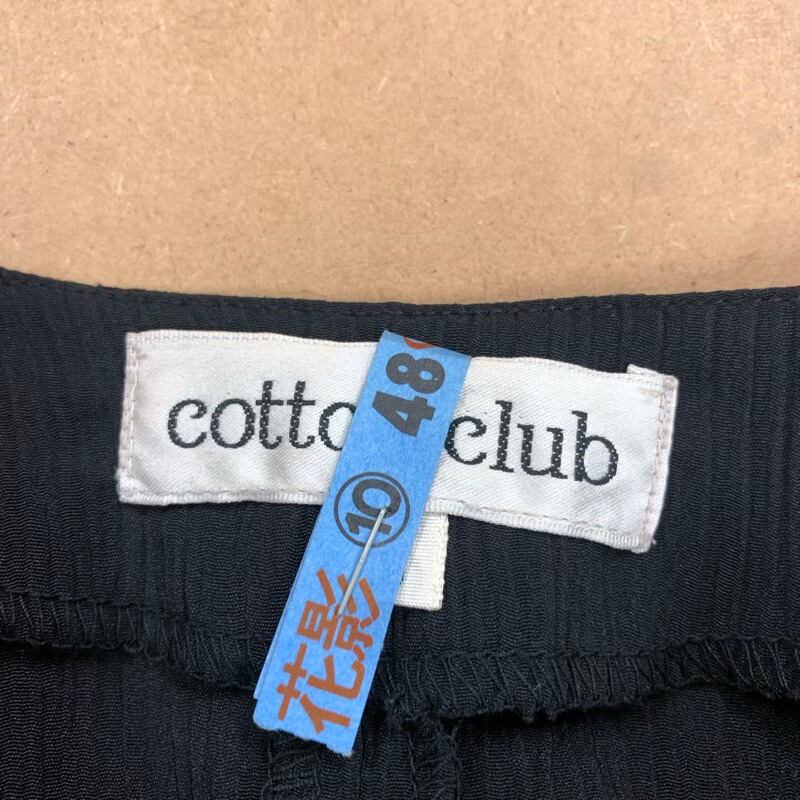 cotto club
48
⑩
花影